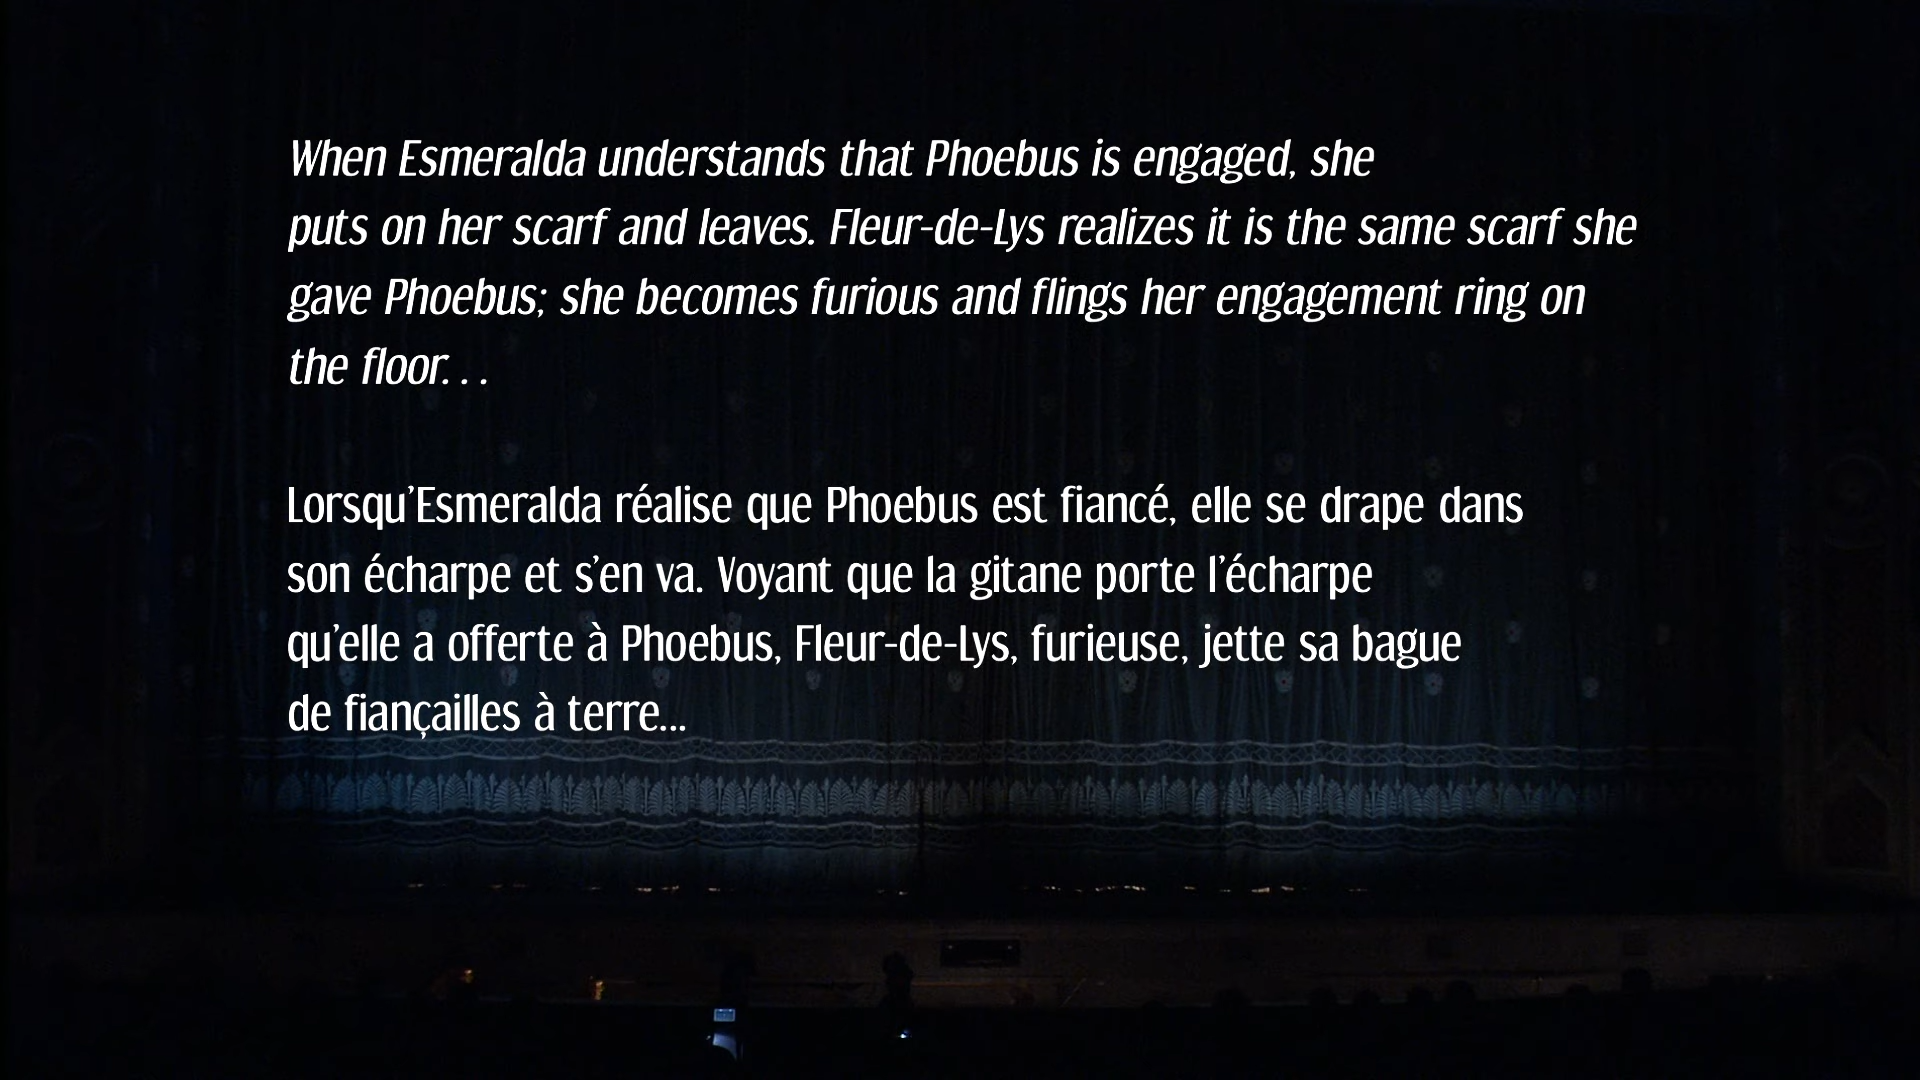 When Esmeralda understands that Phoebus is engaged, she
puts on her scarf and leaves. Fleur-de-Lys realizes it is the same scarf she
gave Phoebus; she becomes furious and flings her engagement ring on
the floor. . .
Lorsqu’Esmeralda réalise que Phoebus est fiancé, elle se drape dans
son écharpe et s’en va. Voyant que la gitane porte l’écharpe
qu’elle a offerte à Phoebus, Fleur-de-Lys, furieuse, jette sa bague
de fiançailles à terre...